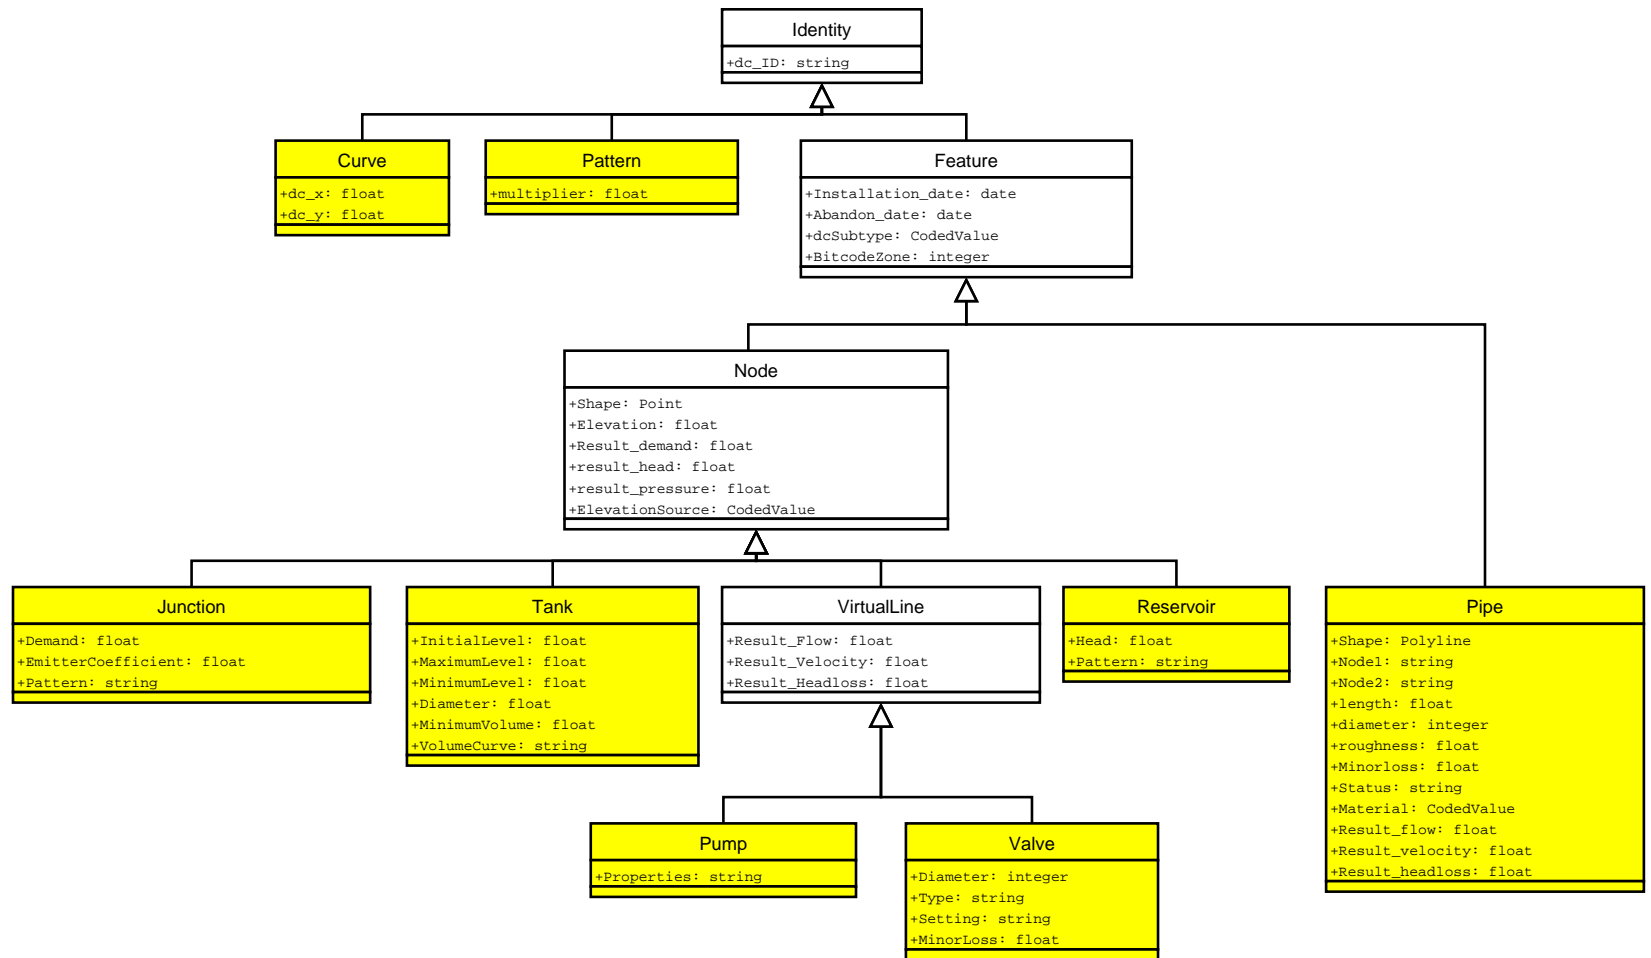 Identity
+dc_ID: string
Curve
+dc_x: float
+dc_y: float
Pattern
+multiplier: float
Feature
+Installation_date: date
+Abandon_date: date
+dcSubtype: CodedValue
+BitcodeZone: integer
Node
+Shape: Point
+Elevation: float
+Result_demand: float
+result_head: float
+result_pressure: float
+ElevationSource: CodedValue
Junction
+Demand: float
+EmitterCoefficient: float
+Pattern: string
Tank
+InitialLevel: float
+MaximumLevel: float
+MinimumLevel: float
+Diameter: float
+MinimumVolume: float
+VolumeCurve: string
VirtualLine
+Result_Flow: float
+Result_Velocity: float
+Result_Headloss: float
Reservoir
+Head: float
+Pattern: string
Pipe
+Shape: Polyline
+Node1: string
+Node2: string
+length: float
+diameter: integer
+roughness: float
+Minorloss: float
+Status: string
+Material: CodedValue
+Result_flow: float
+Result_velocity: float
+Result_headloss: float
Pump
+Properties: string
Valve
+Diameter: integer
+Type: string
+Setting: string
+MinorLoss: float